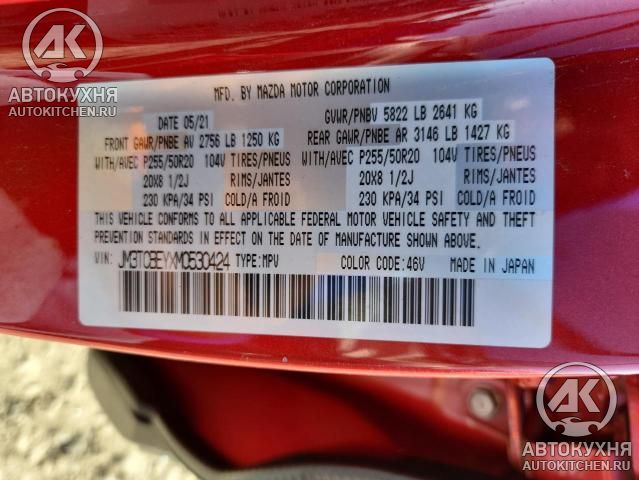 АК
АВТОКУХНЯ
AUTOKITCHEN.RU
MFD. BY MAZDA MOTOR CORPORATION
DATE 05/21 GVWR/PNBV 5822 LB 2641 KG
FRONT GAWR/PNBE AV 2756 LB 1250 KG REAR GAWR/PNBE AR 3146 LB 1427 KG
WITH/AVEC P255/50R20 104V TIRES/PNEUS WITH/AVEC P255/50R20 104V TIRES/PNEUS
20X8 1/2J RIMS/JANTES 20X8 1/2J RIMS/JANTES
230 KPA/34 PSI COLD/A FROID 230 KPA/34 PSI COLD/A FROID
THIS VEHICLE CONFORMS TO ALL APPLICABLE FEDERAL MOTOR VEHICLE SAFETY AND THEFT
PREVENTION STANDARDS IN EFFECT ON THE DATE OF MANUFACTURE SHOWN ABOVE.
VIN: JM3TCBEYXM0530424 TYPE:MPV COLOR CODE:46V MADE IN JAPAN
АК
АВТОКУХНЯ
AUTOKITCHEN.RU